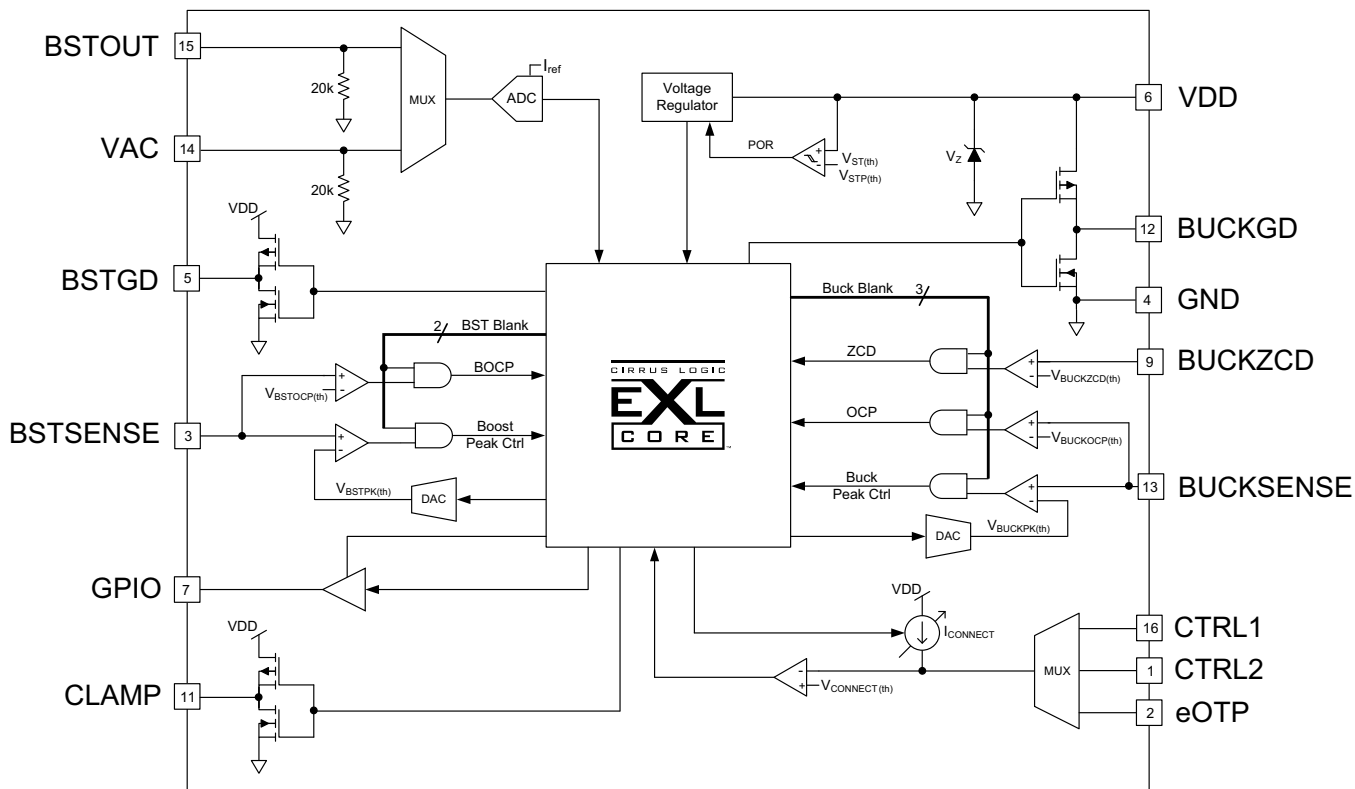 BSTOUT
15
20k
MUX
ADC
Iref
VAC
14
20k
VDD
BSTGD
5
Voltage
Regulator
POR
VST(th)
VSTP(th)
VZ
6
VDD
12
BUCKGD
4
GND
2
BST Blank
+
-
VBSTOCP(th)
BOCP
BSTSENSE
3
+
-
Boost
Peak Ctrl
VBSTPK(th)
DAC
CIRRUS LOGIC
EXL
CORE
™
Buck Blank
3
ZCD
+
-
VBUCKZCD(th)
9
BUCKZCD
OCP
+
-
VBUCKOCP(th)
Buck
Peak Ctrl
+
-
13
BUCKSENSE
DAC
VBUCKPK(th)
GPIO
7
VDD
CLAMP
11
VDD
ICONNECT
-
+
VCONNECT(th)
MUX
16
CTRL1
1
CTRL2
2
eOTP
+
-